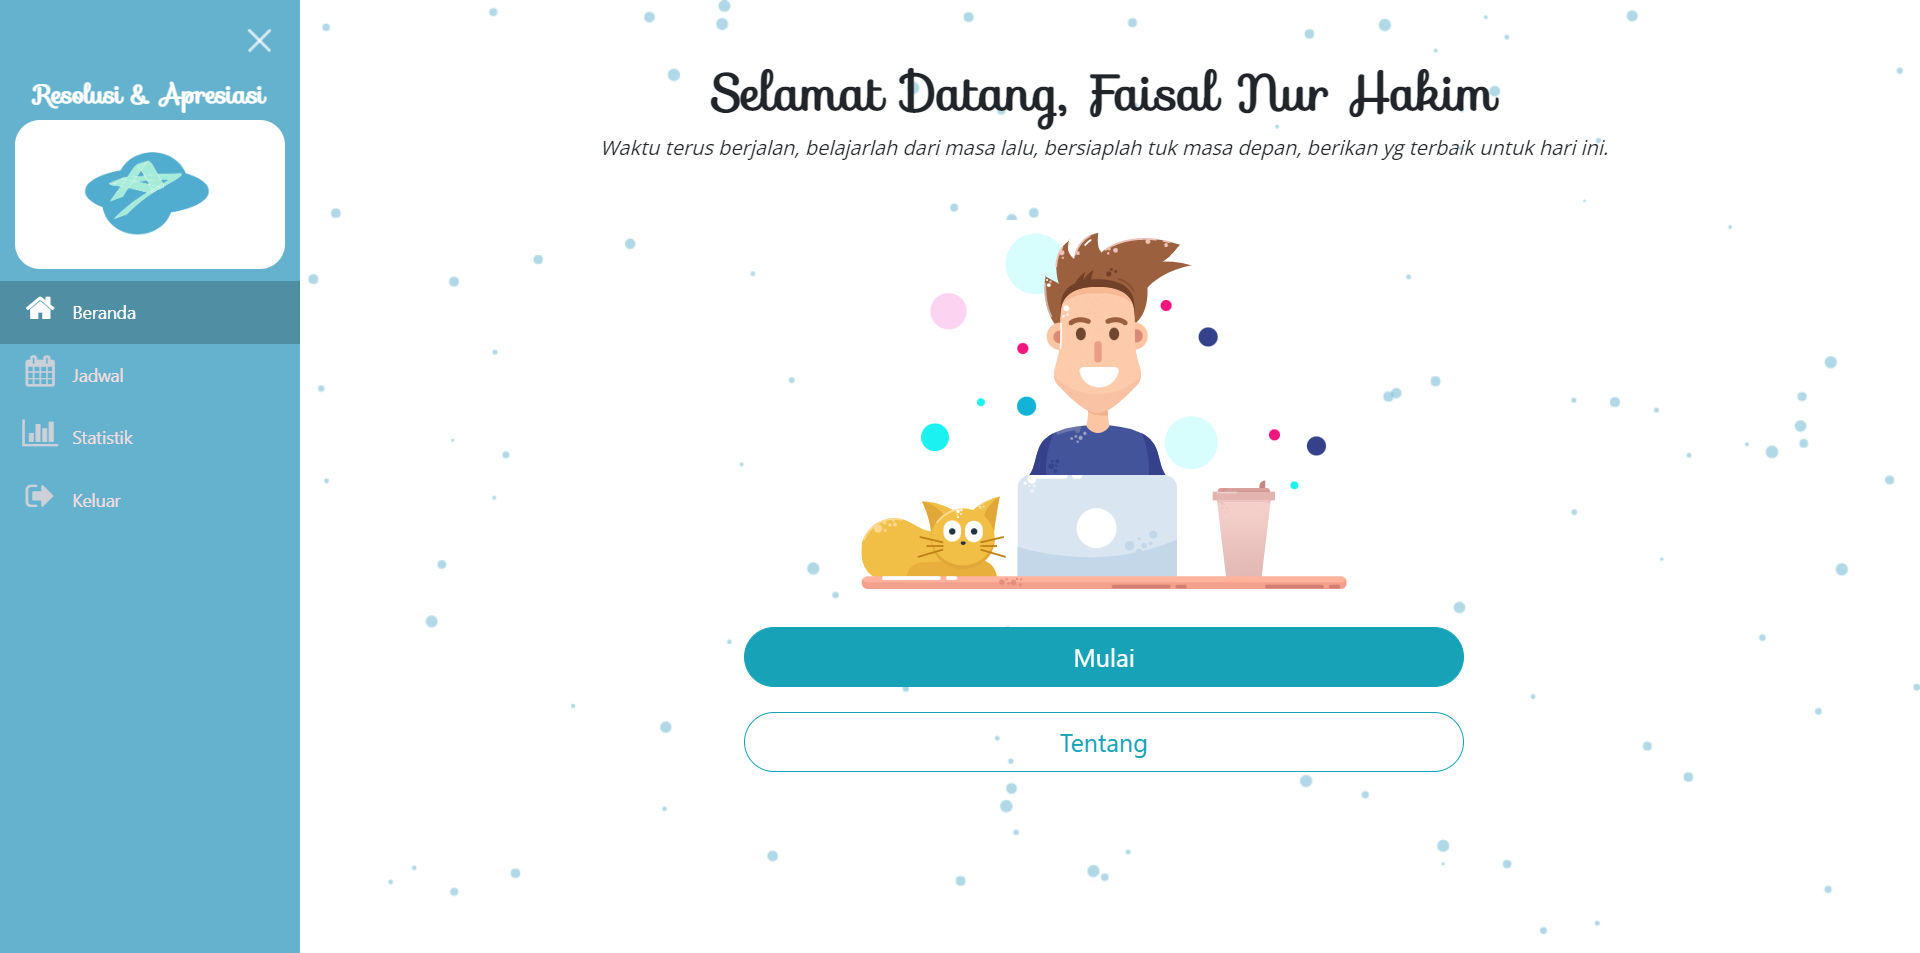 Resolusi & Apresiasi
Beranda
Jadwal
Statistik
Keluar
Selamat Datang, Faisal Nur Hakim
Waktu terus berjalan, belajarlah dari masa lalu, bersiaplah tuk masa depan, berikan yg terbaik untuk hari ini.
Mulai
Tentang